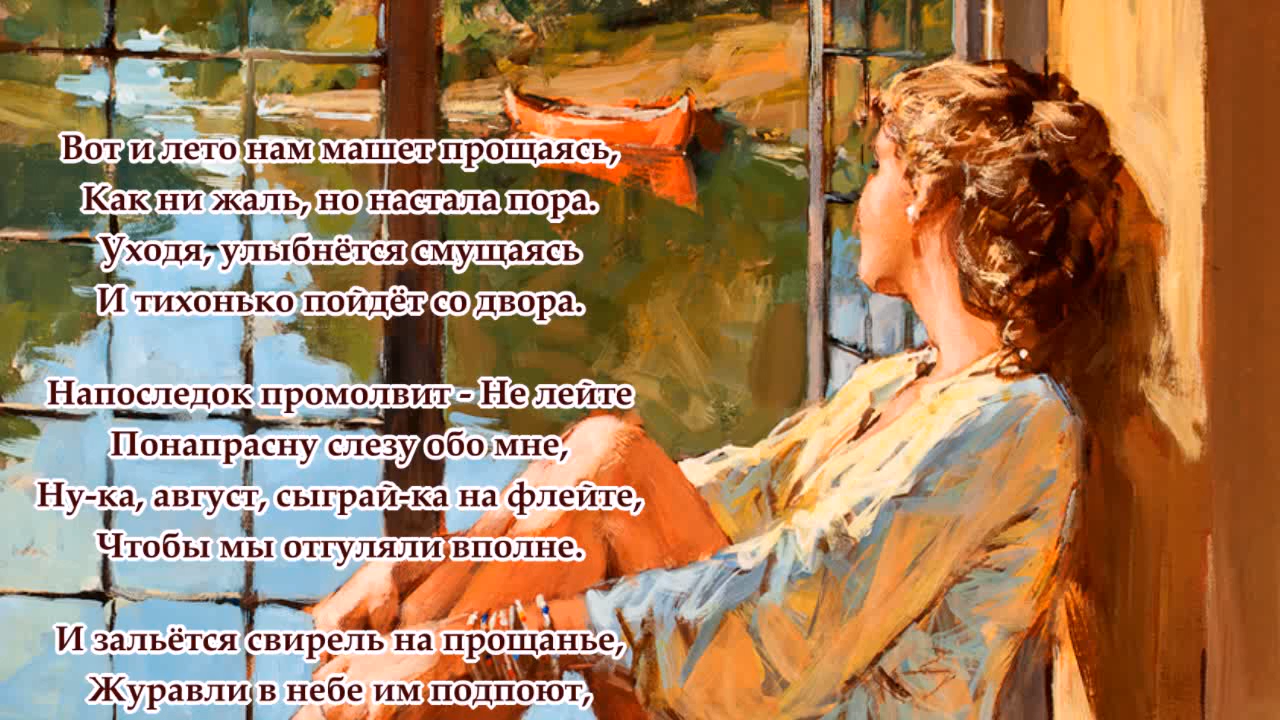 Вот и лето нам машет прощаясь,
Как ни жаль, но настала пора.
Уходя, улыбнётся смущаясь
И тихонько пойдёт со двора.
Напоследок промолвит - Не лейте
Понапрасну слезу обо мне,
Ну-ка, август, сыграй-ка на флейте,
Чтобы мы отгуляли вполне.
И зальётся свирель на прощанье,
Журавли в небе им подпоют,